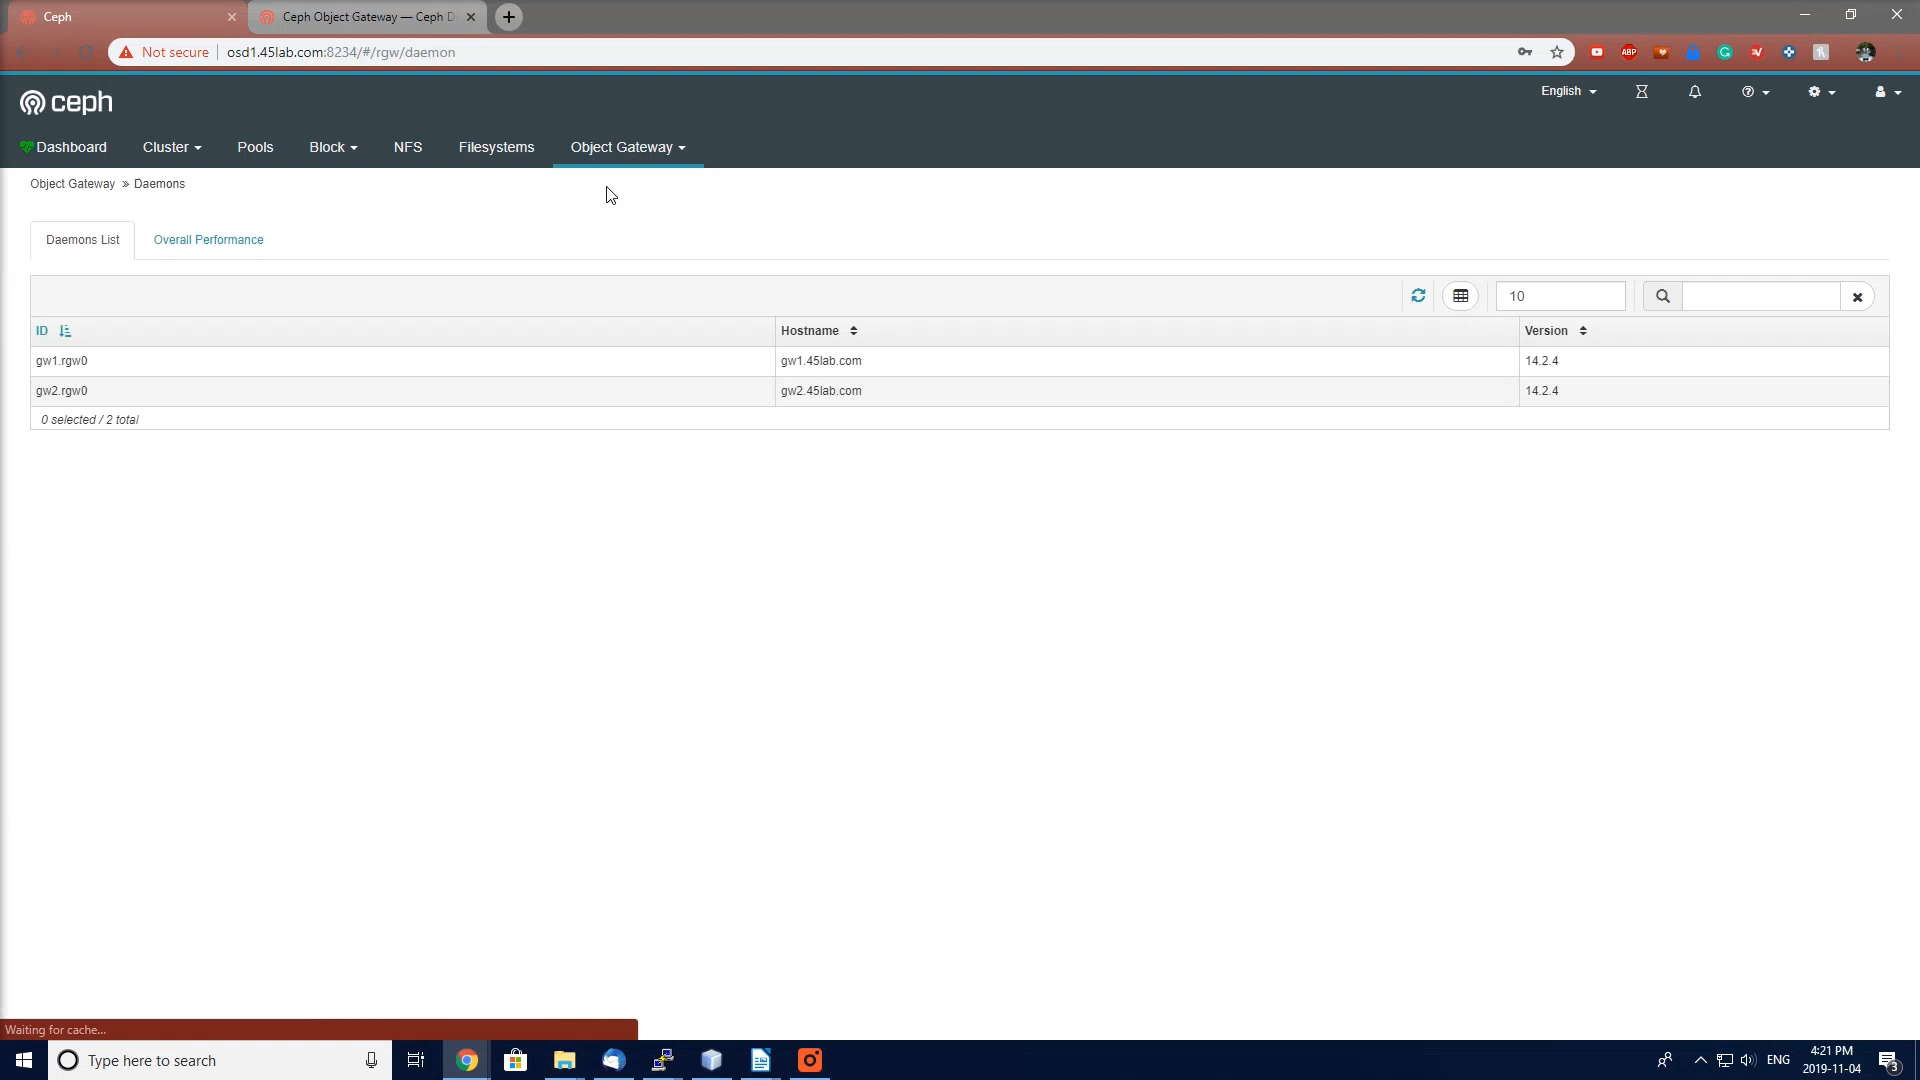 Ceph
Ceph Object Gateway — Ceph D
Not secure
osd1.45lab.com:8234/#/rgw/daemon
ABP
ceph
English
Dashboard
Cluster
Pools
Block
NFS
Filesystems
Object Gateway
Object Gateway » Daemons
Daemons List
Overall Performance
10
ID
Hostname
Version
gw1.rgw0
gw1.45lab.com
14.2.4
gw2.rgw0
gw2.45lab.com
14.2.4
0 selected / 2 total
Waiting for cache...
Type here to search
ENG
4:21 PM
2019-11-04
3